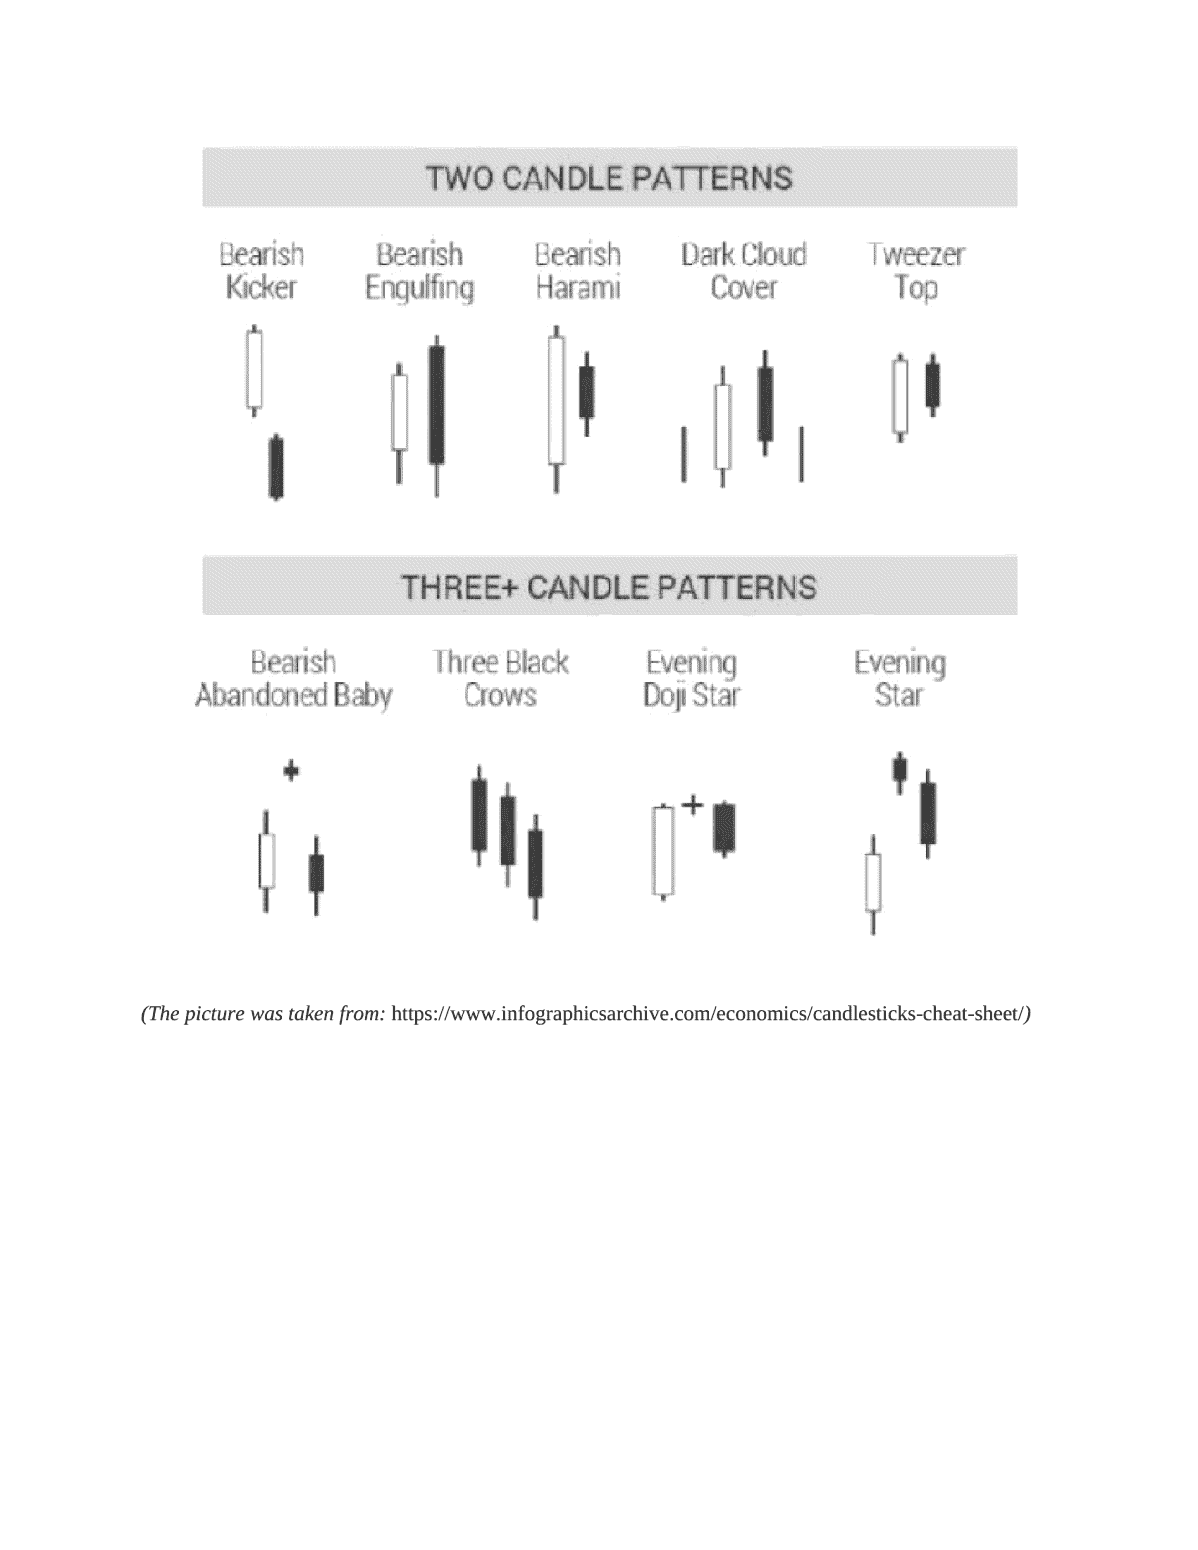 TWO CANDLE PATTERNS
Bearish Kicker
Bearish Engulfing
Bearish Harami
Dark Cloud Cover
Tweezer Top
THREE+ CANDLE PATTERNS
Bearish Abandoned Baby
Three Black Crows
Evening Doji Star
Evening Star
(The picture was taken from: https://www.infographicsarchive.com/economics/candlesticks-cheat-sheet/)